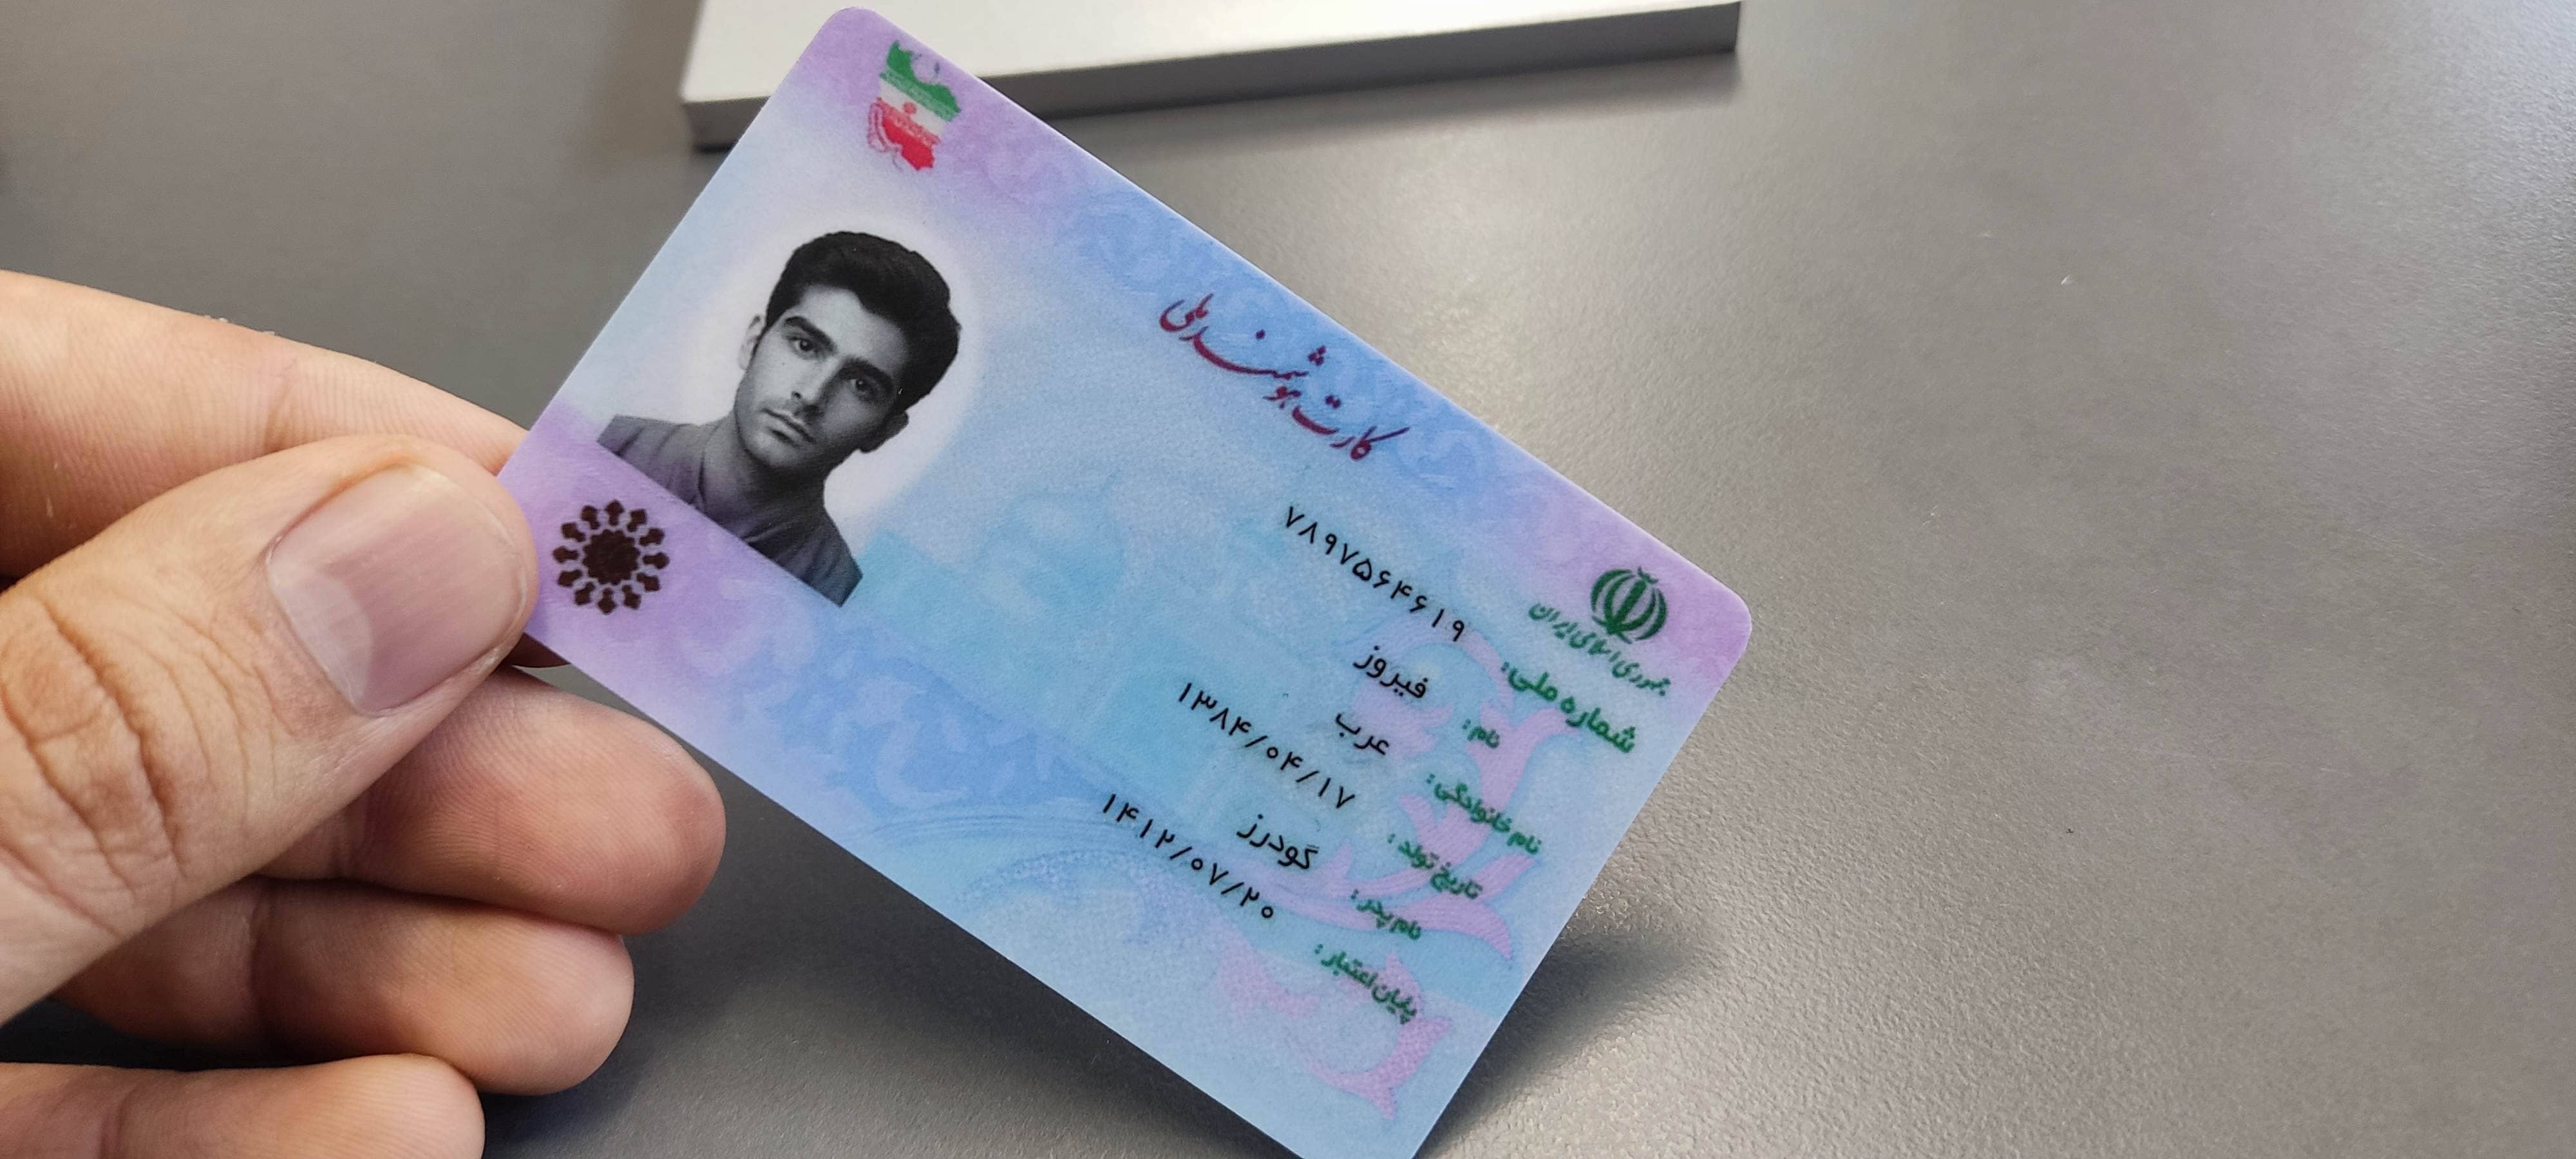 کارت هوشمند ملی
جمهوری اسلامی ایران
شماره ملی: ۷۸۹۷۵۶۴۶۱۹
نام: فیروز
نام خانوادگی: عرب
تاریخ تولد: ۱۳۸۴/۰۴/۱۷
نام پدر: گودرز
پایان اعتبار: ۱۴۱۲/۰۷/۲۰